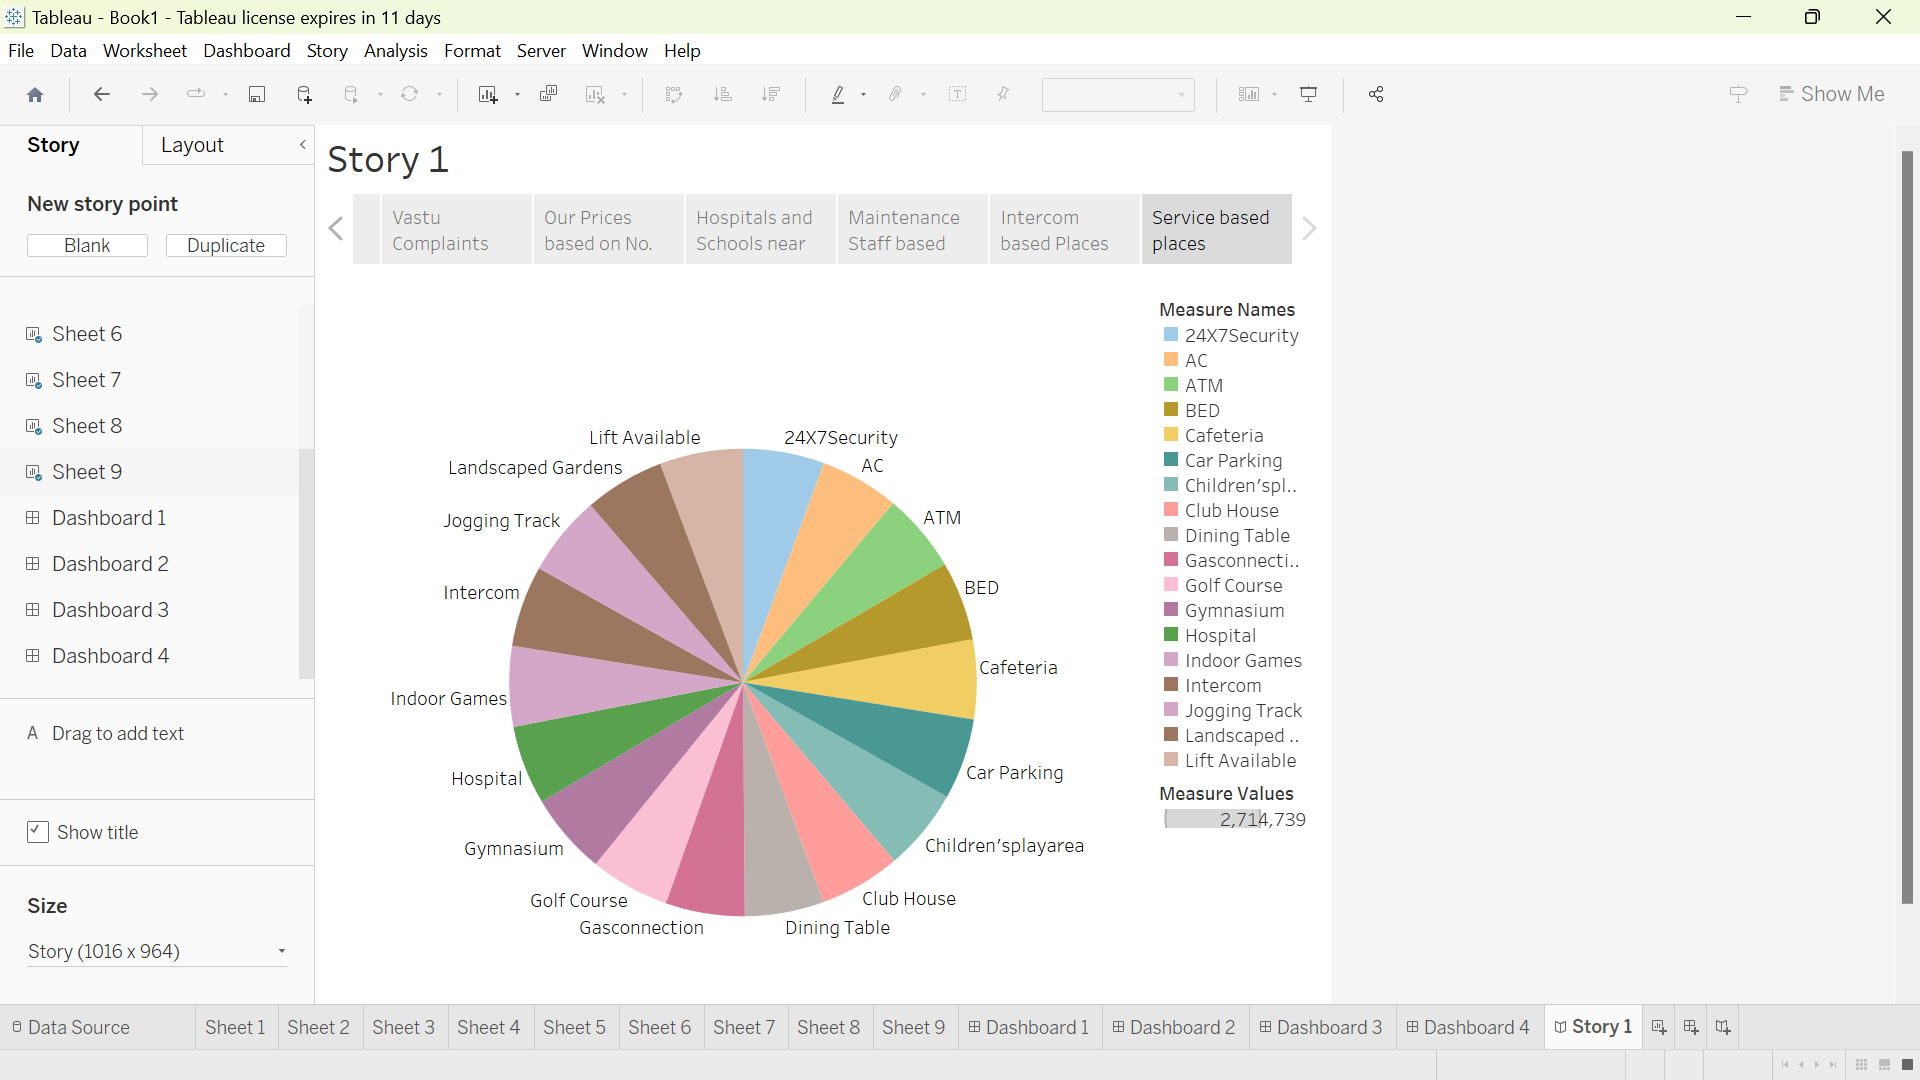 Tableau - Book1 - Tableau license expires in 11 days
File Data Worksheet Dashboard Story Analysis Format Server Window Help
Show Me
Story Layout
New story point
Blank Duplicate
Sheet 6
Sheet 7
Sheet 8
Sheet 9
Dashboard 1
Dashboard 2
Dashboard 3
Dashboard 4
A Drag to add text
Show title
Size
Story (1016 x 964)
Story 1
Vastu
Complaints
Our Prices
based on No.
Hospitals and
Schools near
Maintenance
Staff based
Intercom
based Places
Service based
places
Lift Available
24X7Security
Landscaped Gardens
AC
Jogging Track
ATM
Intercom
BED
Cafeteria
Indoor Games
Car Parking
Hospital
Children'splayarea
Gymnasium
Club House
Golf Course
Gasconnection
Dining Table
Measure Names
24X7Security
AC
ATM
BED
Cafeteria
Car Parking
Children'spl..
Club House
Dining Table
Gasconnecti..
Golf Course
Gymnasium
Hospital
Indoor Games
Intercom
Jogging Track
Landscaped ..
Lift Available
Measure Values
2,714,739
Data Source Sheet 1 Sheet 2 Sheet 3 Sheet 4 Sheet 5 Sheet 6 Sheet 7 Sheet 8 Sheet 9 Dashboard 1 Dashboard 2 Dashboard 3 Dashboard 4 Story 1